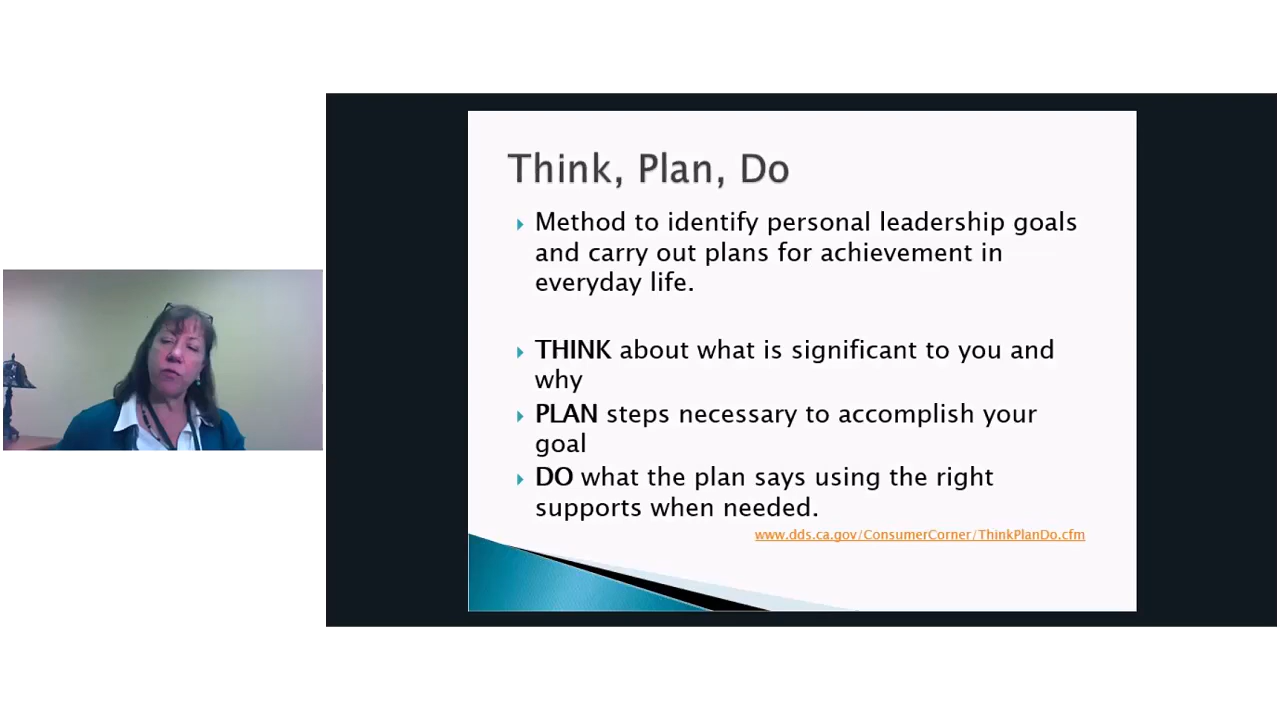 Think, Plan, Do
Method to identify personal leadership goals
and carry out plans for achievement in
everyday life.
THINK about what is significant to you and
why
PLAN steps necessary to accomplish your
goal
DO what the plan says using the right
supports when needed.
www.dds.ca.gov/ConsumerCorner/ThinkPlanDo.cfm